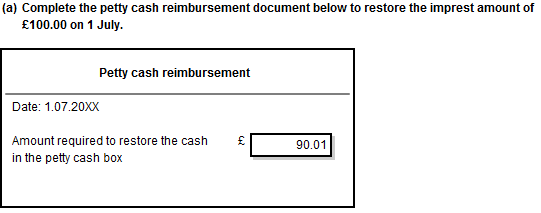 (a) Complete the petty cash reimbursement document below to restore the imprest amount of
£100.00 on 1 July.
Petty cash reimbursement
Date: 1.07.20XX
Amount required to restore the cash £ 90.01
in the petty cash box